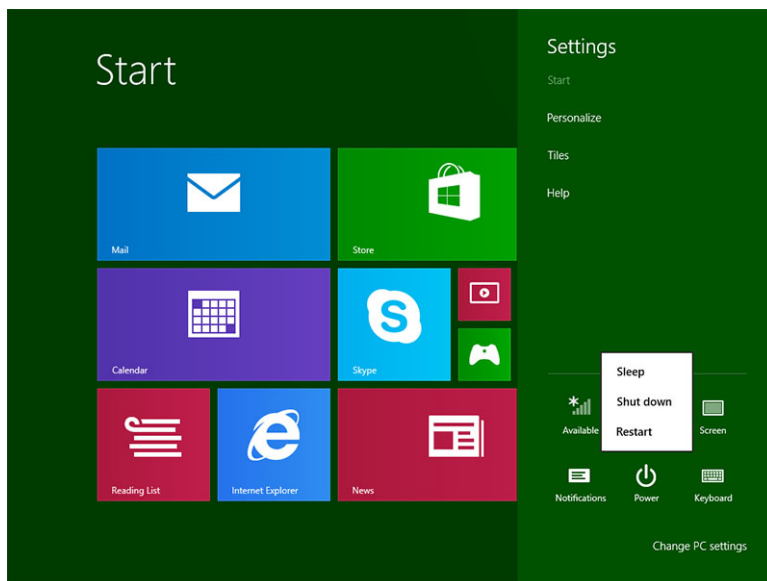 Start
Mail
Store
Calendar
Skype
Reading List
Internet Explorer
News
Settings
Start
Personalize
Tiles
Help
Sleep
Shut down
Restart
Available
Screen
Notifications
Power
Keyboard
Change PC settings